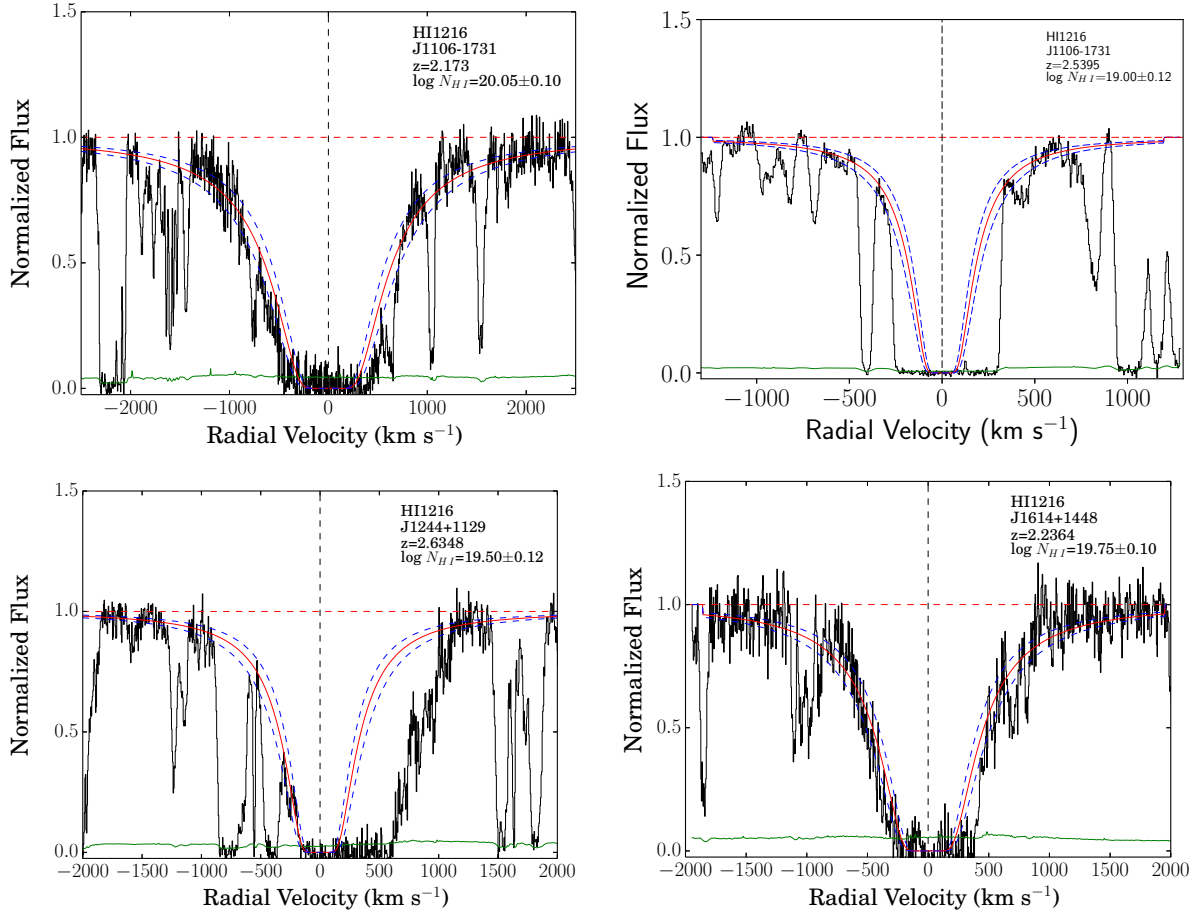 1.5
1.0
0.5
0.0
Normalized Flux
HI1216
J1106-1731
z=2.173
log N_HI=20.05±0.10
−2000 −1000 0 1000 2000
Radial Velocity (km s⁻¹)
1.5
1.0
0.5
0.0
Normalized Flux
HI1216
J1106-1731
z=2.5395
log N_HI=19.00±0.12
−1000 −500 0 500 1000
Radial Velocity (km s⁻¹)
1.5
1.0
0.5
0.0
Normalized Flux
HI1216
J1244+1129
z=2.6348
log N_HI=19.50±0.12
−2000 −1500 −1000 −500 0 500 1000 1500 2000
Radial Velocity (km s⁻¹)
1.5
1.0
0.5
0.0
Normalized Flux
HI1216
J1614+1448
z=2.2364
log N_HI=19.75±0.10
−2000 −1500 −1000 −500 0 500 1000 1500 2000
Radial Velocity (km s⁻¹)